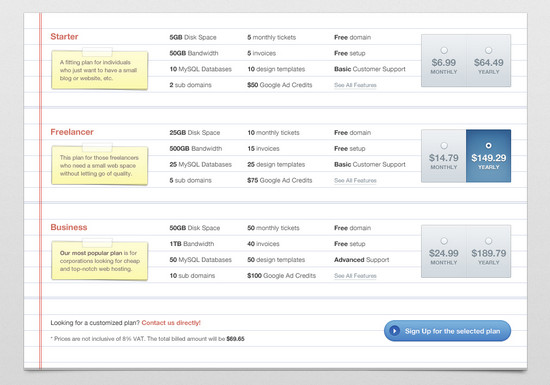 Starter
A fitting plan for individuals
who just want to have a small
blog or website, etc.
5GB Disk Space
50GB Bandwidth
10 MySQL Databases
2 sub domains
5 monthly tickets
5 invoices
10 design templates
$50 Google Ad Credits
Free domain
Free setup
Basic Customer Support
See All Features
$6.99
MONTHLY
$64.49
YEARLY
Freelancer
This plan for those freelancers
who need a small web space
without letting go of quality.
25GB Disk Space
500GB Bandwidth
25 MySQL Databases
5 sub domains
10 monthly tickets
15 invoices
25 design templates
$75 Google Ad Credits
Free domain
Free setup
Basic Customer Support
See All Features
$14.79
MONTHLY
$149.29
YEARLY
Business
Our most popular plan is for
corporations looking for cheap
and top-notch web hosting.
50GB Disk Space
1TB Bandwidth
50 MySQL Databases
10 sub domains
50 monthly tickets
40 invoices
50 design templates
$100 Google Ad Credits
Free domain
Free setup
Advanced Support
See All Features
$24.99
MONTHLY
$189.79
YEARLY
Looking for a customized plan? Contact us directly!
* Prices are not inclusive of 8% VAT. The total billed amount will be $89.65
Sign Up for the selected plan